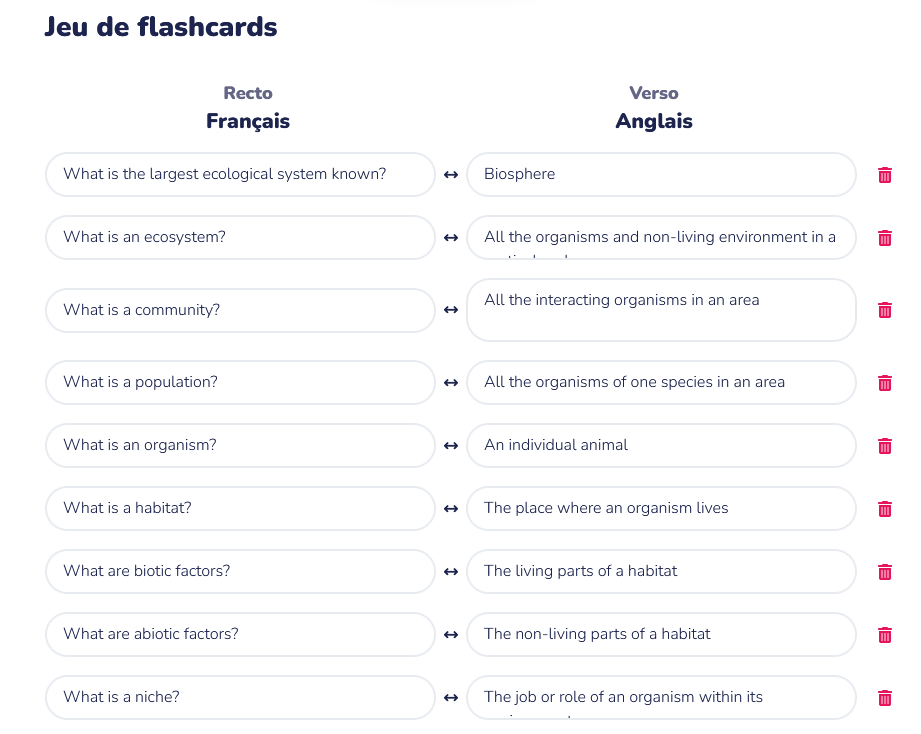 Jeu de flashcards
Recto
Français
Verso
Anglais
What is the largest ecological system known?
Biosphere
What is an ecosystem?
All the organisms and non-living environment in a
What is a community?
All the interacting organisms in an area
What is a population?
All the organisms of one species in an area
What is an organism?
An individual animal
What is a habitat?
The place where an organism lives
What are biotic factors?
The living parts of a habitat
What are abiotic factors?
The non-living parts of a habitat
What is a niche?
The job or role of an organism within its